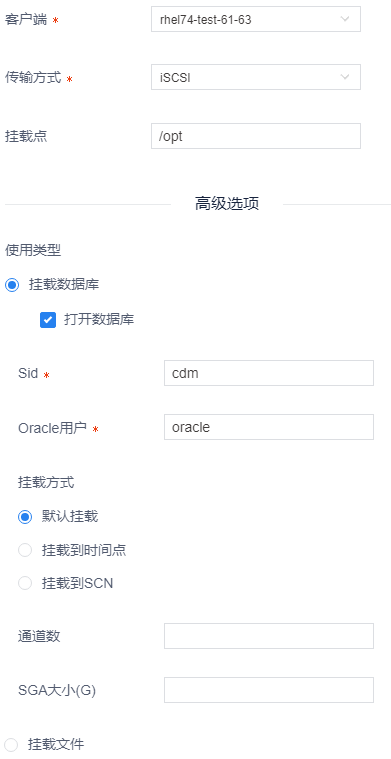 客户端 *
rhel74-test-61-63
传输方式 *
iSCSI
挂载点
/opt
高级选项
使用类型
挂载数据库
打开数据库
Sid *
cdm
Oracle用户 *
oracle
挂载方式
默认挂载
挂载到时间点
挂载到SCN
通道数
SGA大小(G)
挂载文件